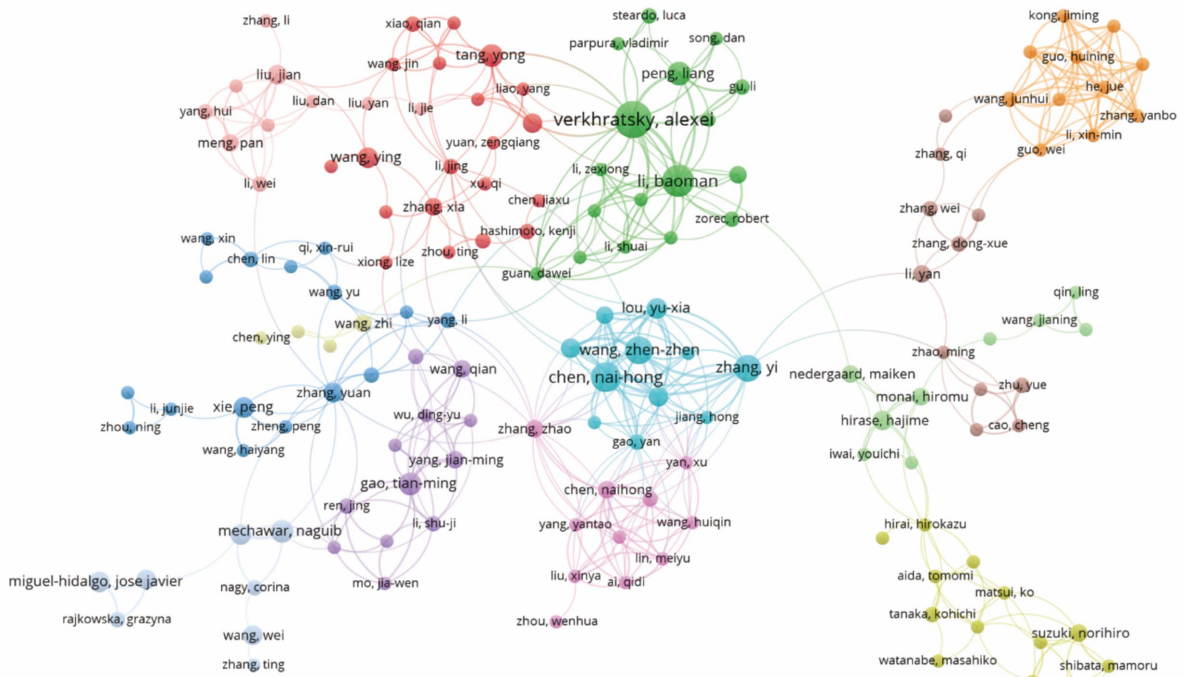 steardo, luca
kong, jiming
zhang, li
xiao, qian
parpura, vladimir
song, dan
guo, huining
tang, yong
wang, jin
liu, jian
peng, liang
he, jue
liao, yang
gu, li
wang, junhui
liu, dan
liu, yan
li, jie
yang, hui
verkhratsky, alexei
zhang, yanbo
li, xin-min
meng, pan
yuan, zengqiang
guo, wei
zhang, qi
wang, ying
li, jing
li, zexiong
li, wei
xu, qi
li, baoman
chen, jiaxu
zhang, xia
zhang, wei
zorec, robert
hashimoto, kenji
wang, xin
qi, xin-rui
zhou, ting
li, shuai
zhang, dong-xue
chen, lin
xiong, lize
guan, dawei
li, yan
wang, yu
qin, ling
lou, yu-xia
yang, li
wang, zhi
wang, jianing
chen, ying
wang, zhen-zhen
zhao, ming
zhang, yi
wang, qian
chen, nai-hong
nedergaard, maiken
zhu, yue
zhang, yuan
monai, hiromu
li, junjie
xie, peng
wu, ding-yu
jiang, hong
hirase, hajime
zhou, ning
zheng, peng
zhang, zhao
cao, cheng
wang, haiyang
gao, yan
iwai, youichi
yang, jian-ming
yan, xu
gao, tian-ming
chen, naihong
ren, jing
li, shu-ji
yang, yantao
wang, huiqin
hirai, hirokazu
mechawar, naguib
lin, meiyu
miguel-hidalgo, jose javier
nagy, corina
mo, jia-wen
liu, xinya
ai, qidi
aida, tomomi
matsui, ko
rajkowska, grazyna
zhou, wenhua
tanaka, kohichi
wang, wei
suzuki, norihiro
zhang, ting
watanabe, masahiko
shibata, mamoru